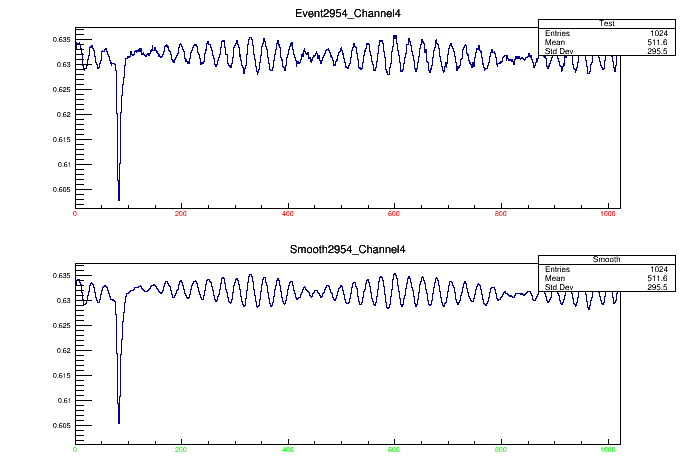 Event2954_Channel4
Test
Entries 1024
Mean 511.6
Std Dev 295.5
0.635
0.63
0.625
0.62
0.615
0.61
0.605
0 200 400 600 800 1000
Smooth2954_Channel4
Smooth
Entries 1024
Mean 511.6
Std Dev 295.5
0.635
0.63
0.625
0.62
0.615
0.61
0.605
0 200 400 600 800 1000